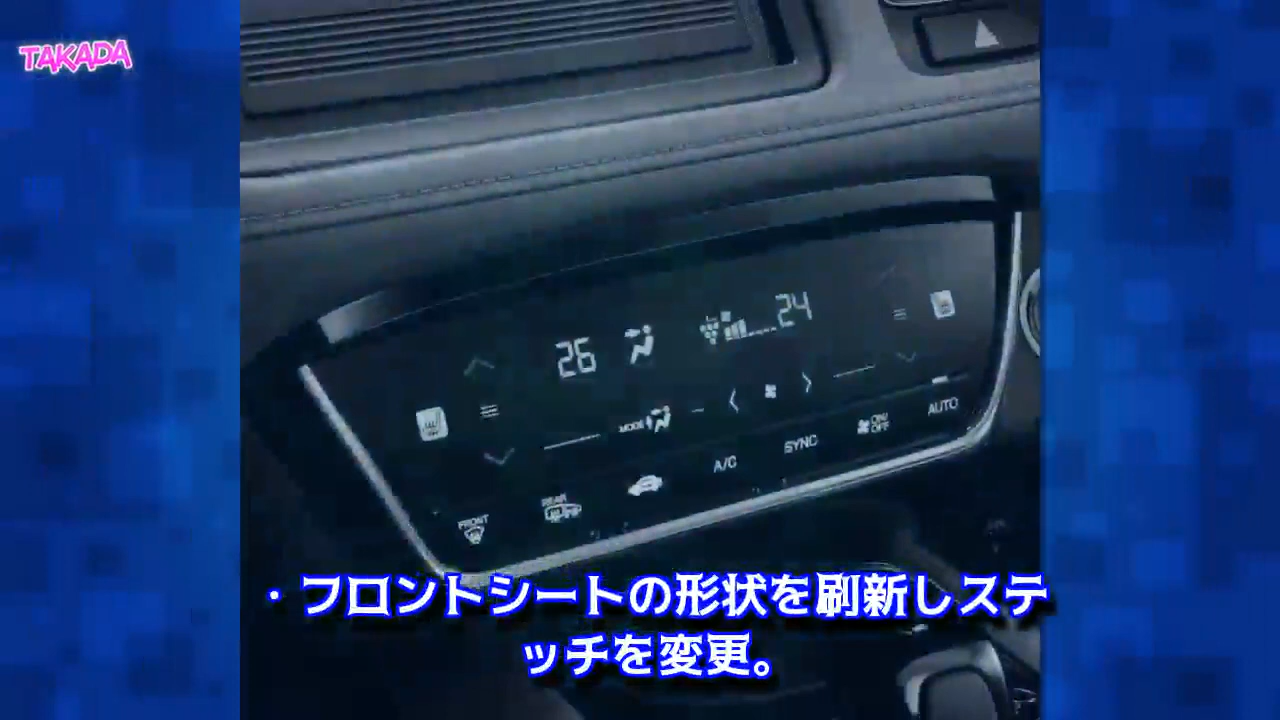 TAKADA
26
24
MODE
AUTO
ON/OFF
SYNC
A/C
REAR
FRONT
・フロントシートの形状を刷新しステ
ッチを変更。